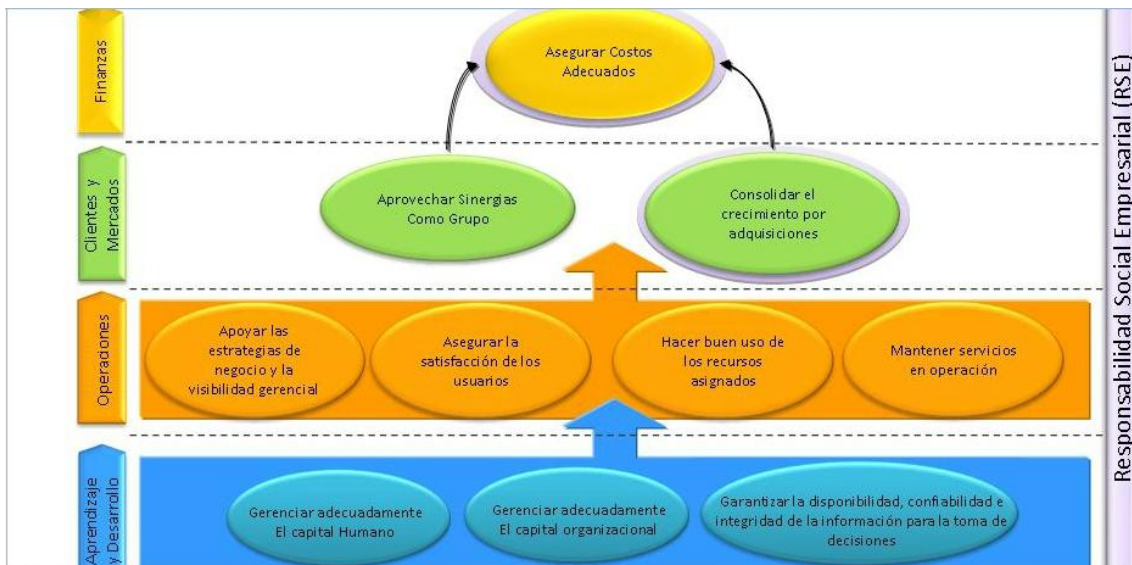 Finanzas
Asegurar Costos
Adecuados
Clientes y
Mercados
Aprovechar Sinergias
Como Grupo
Consolidar el
crecimiento por
adquisiciones
Operaciones
Apoyar las
estrategias de
negocio y la
visibilidad gerencial
Asegurar la
satisfacción de los
usuarios
Hacer buen uso
de los recursos
asignados
Mantener servicios
en operación
Aprendizaje
y Desarrollo
Gerenciar adecuadamente
El capital Humano
Gerenciar adecuadamente
El capital organizacional
Garantizar la disponibilidad, confiabilidad e
integridad de la información para la toma de
decisiones
Responsabilidad Social Empresarial (RSE)